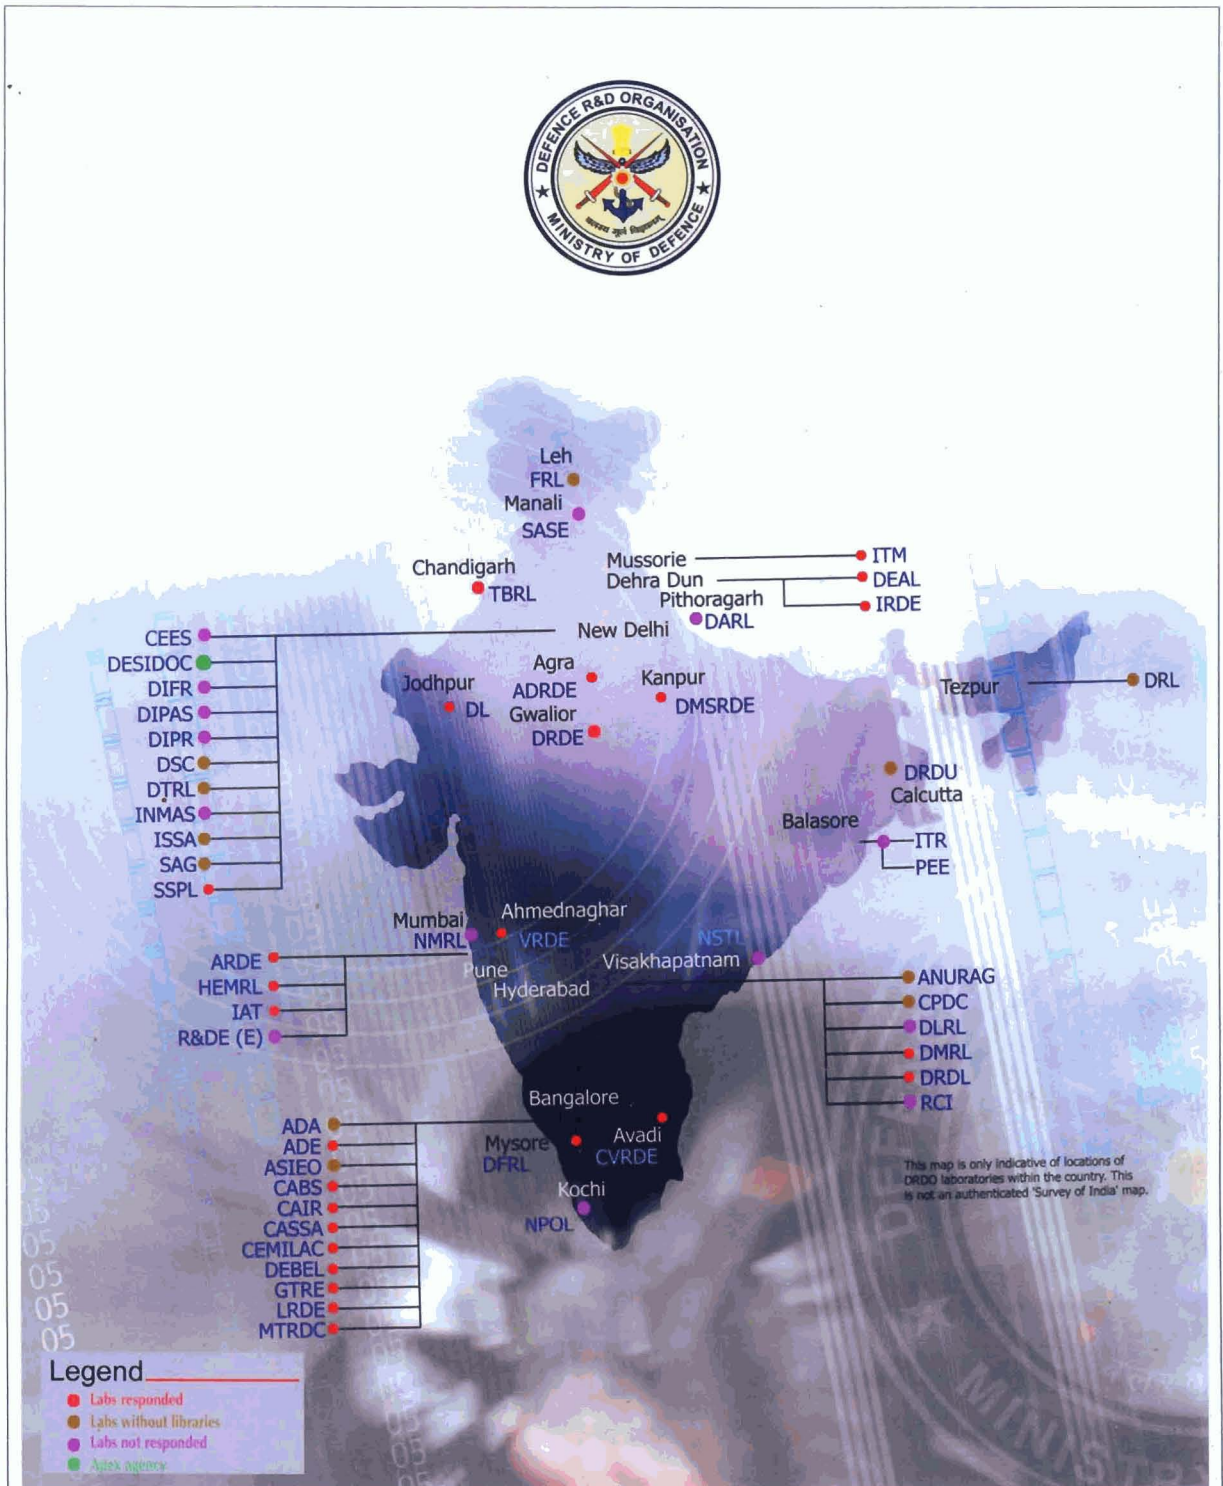 DEFENCE R&D ORGANISATION
MINISTRY OF DEFENCE
Leh
FRL
Manali
SASE
Chandigarh
TBRL
Mussorie
ITM
Dehra Dun
DEAL
IRDE
Pithoragarh
DARL
New Delhi
CEES
DESIDOC
DIFR
DIPAS
DIPR
DSC
DTRL
INMAS
ISSA
SAG
SSPL
Agra
ADRDE
Kanpur
DMSRDE
Jodhpur
DL
Gwalior
DRDE
Tezpur
DRL
DRDU
Calcutta
Balasore
ITR
PEE
Mumbai
NMRL
Ahmednaghar
VRDE
NSTL
Visakhapatnam
Pune
ARDE
HEMRL
IAT
R&DE (E)
Hyderabad
ANURAG
CPDC
DLRL
DMRL
DRDL
RCI
Bangalore
ADA
ADE
ASIEO
CABS
CAIR
CASSA
CEMILAC
DEBEL
GTRE
LRDE
MTRDC
Mysore
DFRL
Avadi
CVRDE
Kochi
NPOL
This map is only indicative of locations of
DRDO laboratories within the country. This
is not an authenticated 'Survey of India' map.
05
05
05
05
Legend
Labs responded
Labs without libraries
Labs not responded
Apex agency
MINIST